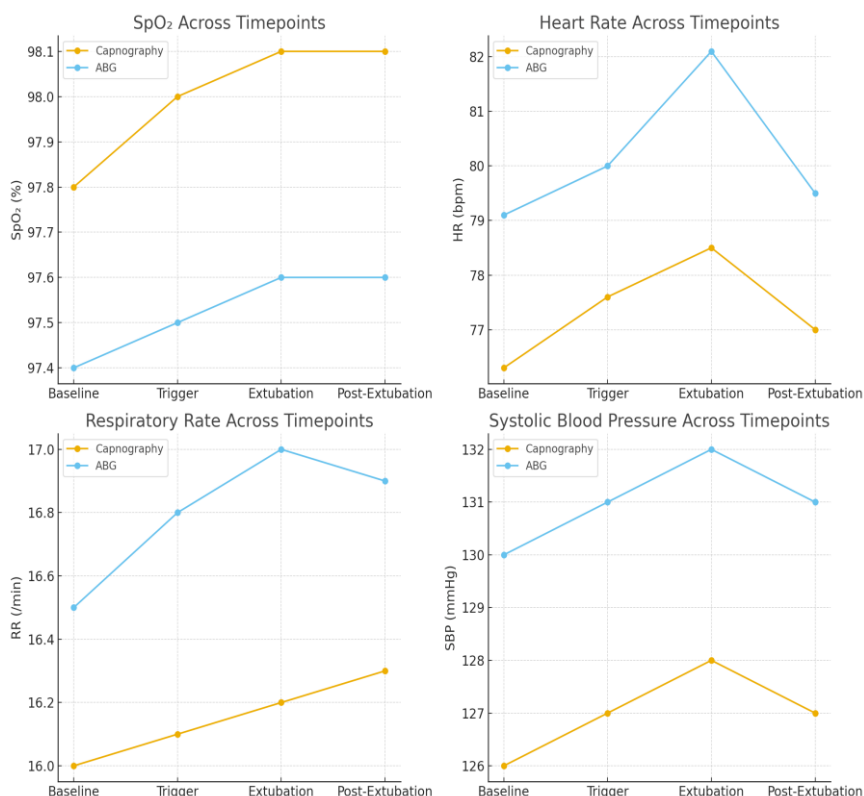 SpO₂ Across Timepoints
Capnography
ABG
98.1
98.0
97.9
97.8
97.7
97.6
97.5
97.4
SpO₂ (%)
Baseline
Trigger
Extubation
Post-Extubation
Heart Rate Across Timepoints
Capnography
ABG
82
81
80
79
78
77
HR (bpm)
Baseline
Trigger
Extubation
Post-Extubation
Respiratory Rate Across Timepoints
Capnography
ABG
17.0
16.8
16.6
16.4
16.2
16.0
RR (/min)
Baseline
Trigger
Extubation
Post-Extubation
Systolic Blood Pressure Across Timepoints
Capnography
ABG
132
131
130
129
128
127
126
SBP (mmHg)
Baseline
Trigger
Extubation
Post-Extubation